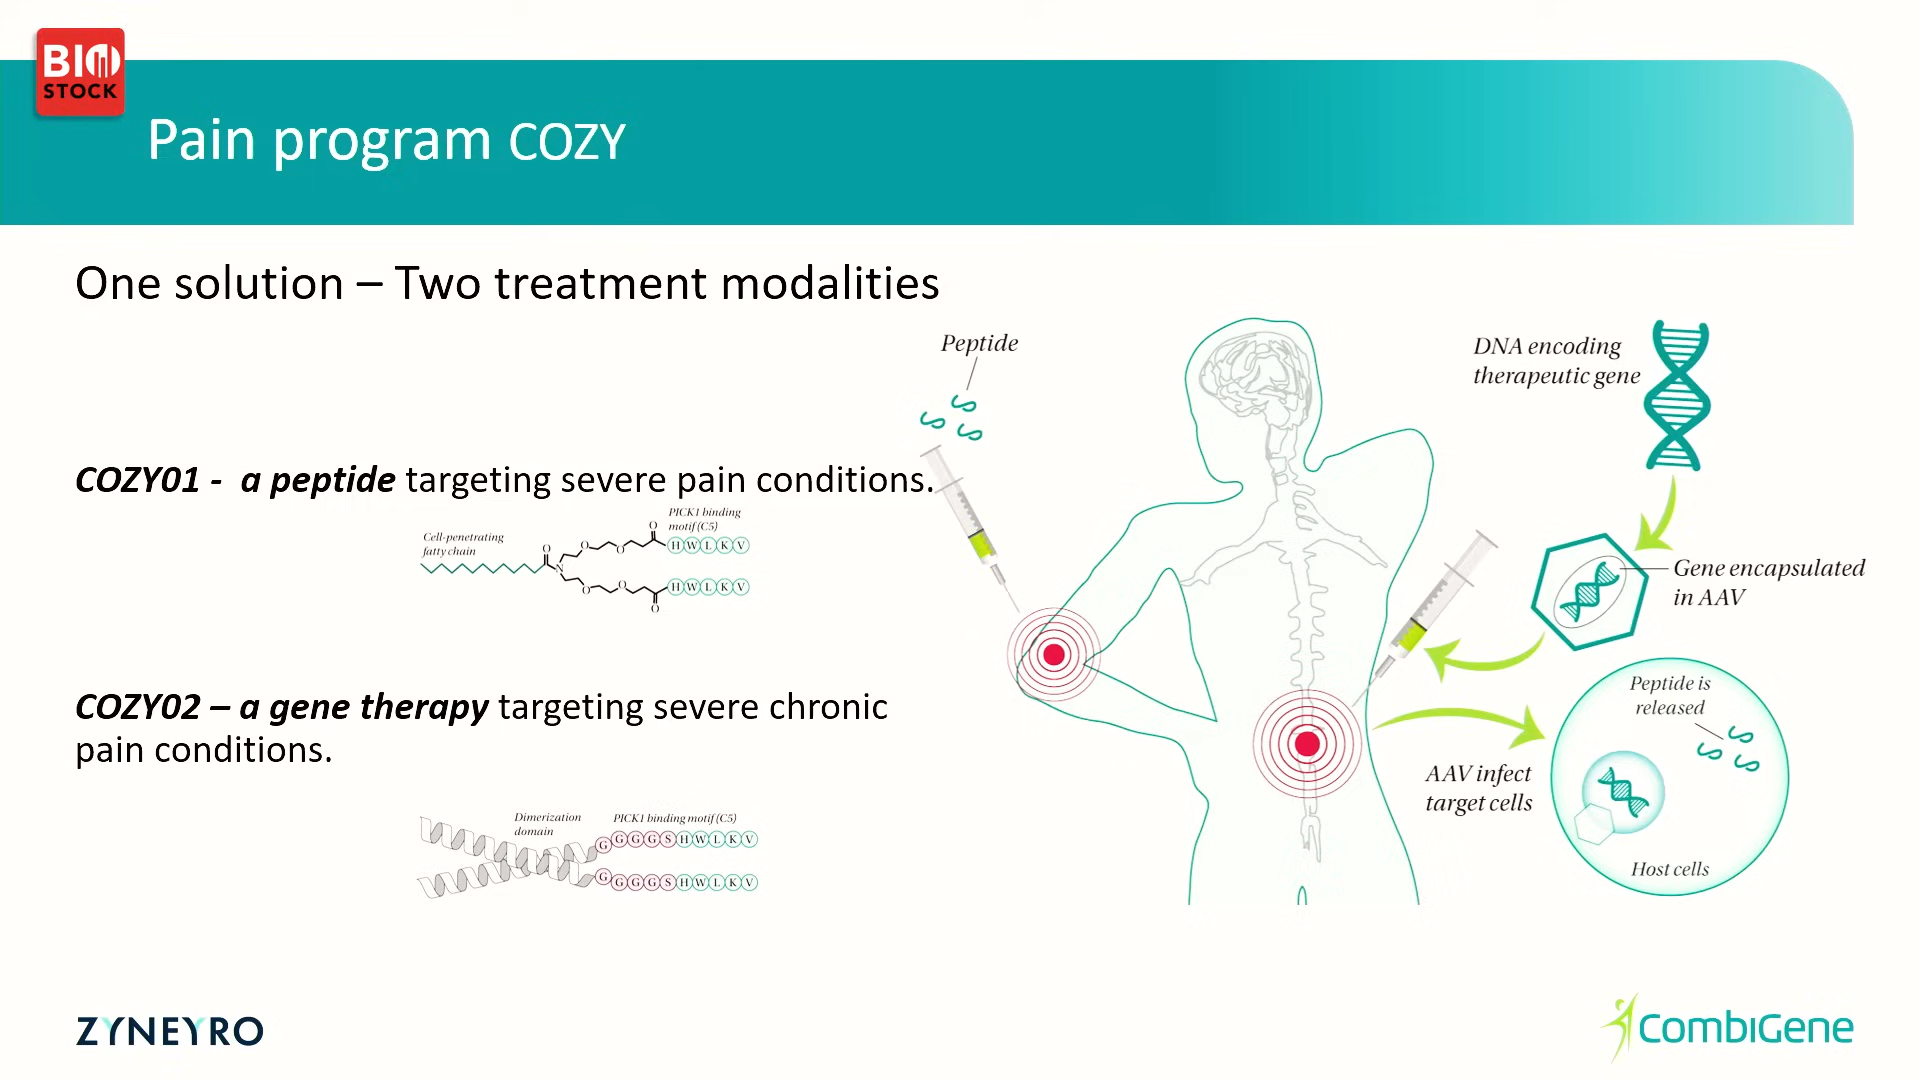 BIO
STOCK
Pain program COZY
One solution – Two treatment modalities
COZY01 - a peptide targeting severe pain conditions.
Cell-penetrating
fatty chain
PICK1 binding
motif (C5)
O
O
O
O
N
H W L K V
O
O
O
H W L K V
COZY02 – a gene therapy targeting severe chronic
pain conditions.
Dimerization
domain
PICK1 binding motif (C5)
G G G G S H W L K V
G G G G S H W L K V
Peptide
DNA encoding
therapeutic gene
Gene encapsulated
in AAV
AAV infect
target cells
Peptide is
released
Host cells
ZYNEYRO
CombiGene